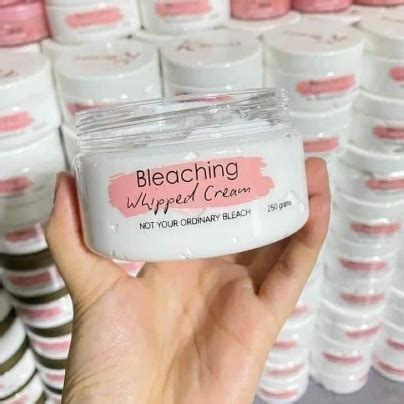 Bleaching
Whipped Cream
NOT YOUR ORDINARY BLEACH
250 grams